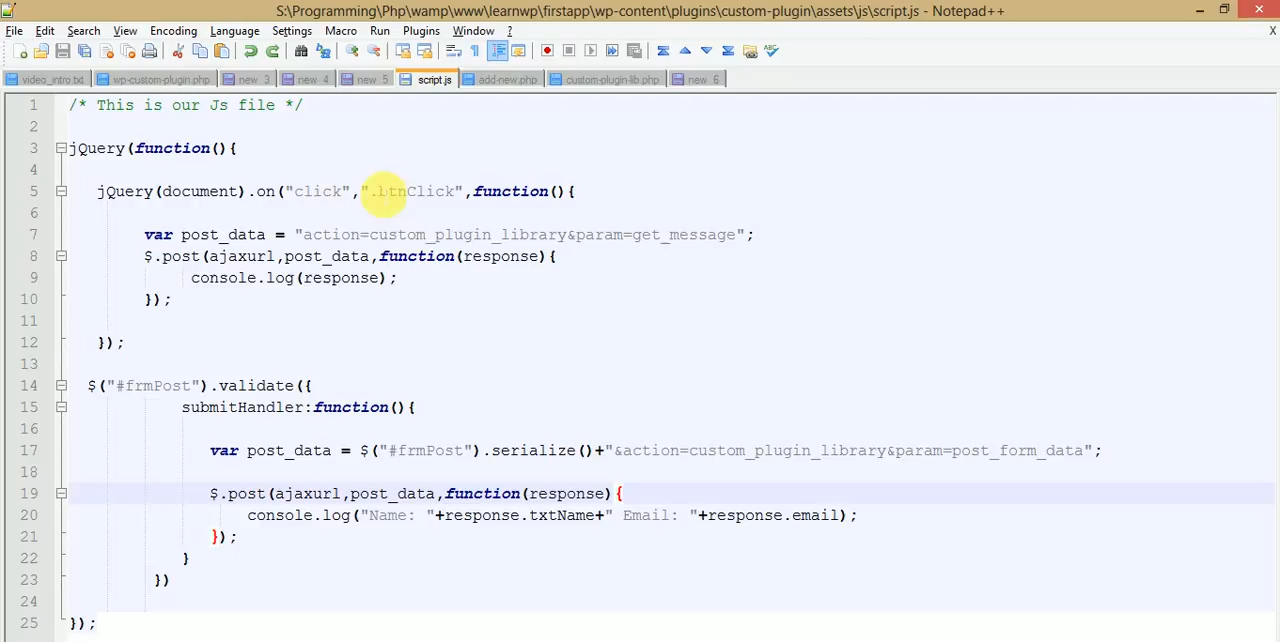 S:\Programming\Php\wamp\www\learnwp\firstapp\wp-content\plugins\custom-plugin\assets\js\script.js - Notepad++
File Edit Search View Encoding Language Settings Macro Run Plugins Window ? X
video_intro.txt wp-custom-plugin.php new 3 new 4 new 5 script.js add-new.php custom-plugin-lib.php new 6
1 /* This is our Js file */
2
3 jQuery(function(){
4
5 jQuery(document).on("click",".btnClick",function(){
6
7 var post_data = "action=custom_plugin_library&param=get_message";
8 $.post(ajaxurl,post_data,function(response){
9 console.log(response);
10 });
11
12 });
13
14 $("#frmPost").validate({
15 submitHandler:function(){
16
17 var post_data = $("#frmPost").serialize()+"&action=custom_plugin_library&param=post_form_data";
18
19 $.post(ajaxurl,post_data,function(response){
20 console.log("Name: "+response.txtName+" Email: "+response.email);
21 });
22 }
23 })
24
25 });